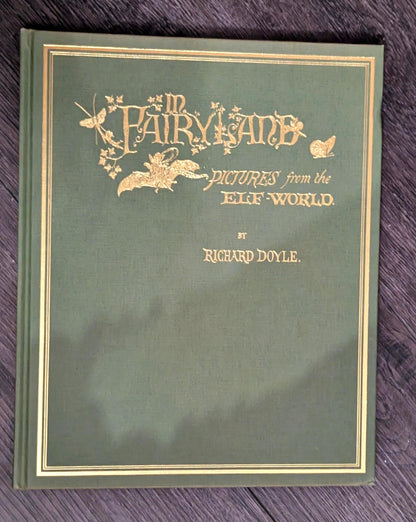 IN
FAIRYLAND
PICTURES from the
ELF-WORLD.
BY
RICHARD DOYLE.